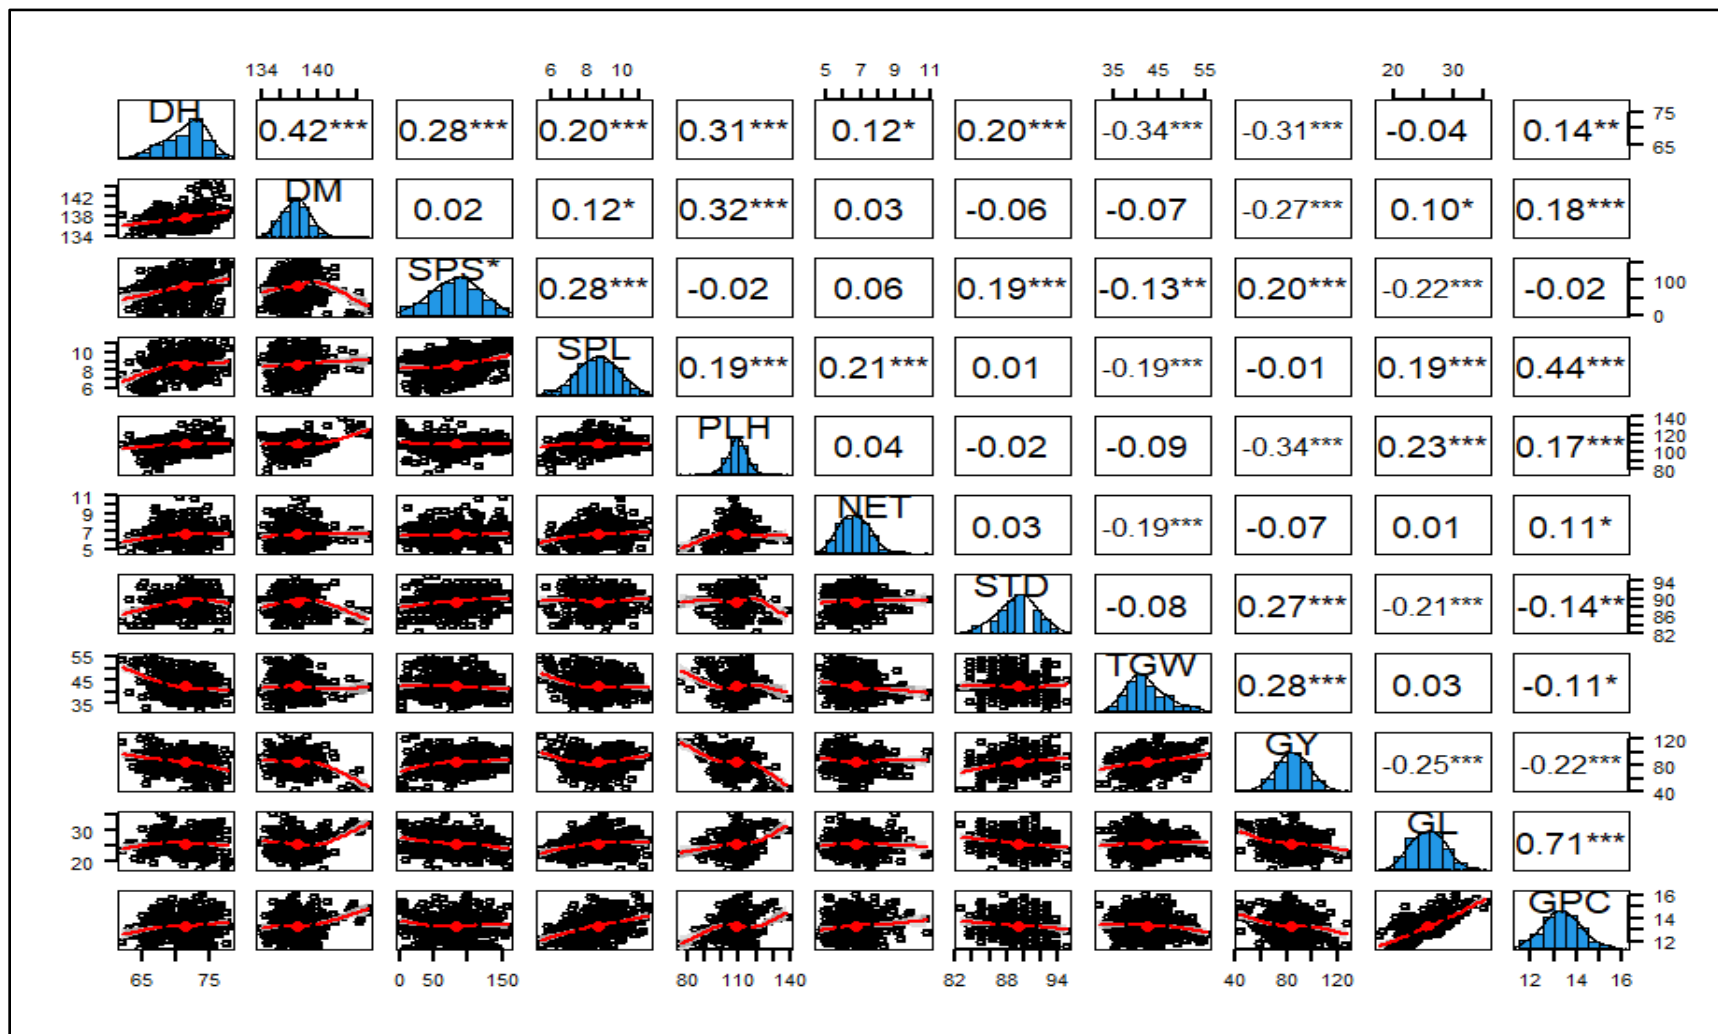 134 140 6 8 10 5 7 9 11 35 45 55 20 30
DH 0.42*** 0.28*** 0.20*** 0.31*** 0.12* 0.20*** -0.34*** -0.31*** -0.04 0.14** 75 65
142 138 134 DM 0.02 0.12* 0.32*** 0.03 -0.06 -0.07 -0.27*** 0.10* 0.18***
SPS* 0.28*** -0.02 0.06 0.19*** -0.13** 0.20*** -0.22*** -0.02 100 0
10 8 6 SPL 0.19*** 0.21*** 0.01 -0.19*** -0.01 0.19*** 0.44***
PLH 0.04 -0.02 -0.09 -0.34*** 0.23*** 0.17*** 140 120 100 80
11 9 7 5 NET 0.03 -0.19*** -0.07 0.01 0.11*
STD -0.08 0.27*** -0.21*** -0.14** 94 90 86 82
55 45 35 TGW 0.28*** 0.03 -0.11*
GY -0.25*** -0.22*** 120 80 40
30 20 GL 0.71***
GPC 16 14 12
65 75 0 50 150 80 110 140 82 88 94 40 80 120 12 14 16